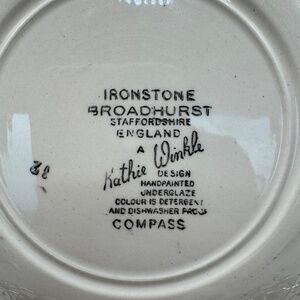 IRONSTONE
BROADHURST
STAFFORDSHIRE
ENGLAND
A
Kathie Winkle
DESIGN
HANDPAINTED
UNDERGLAZE
COLOUR IS DETERGENT
AND DISHWASHER PROOF
COMPASS